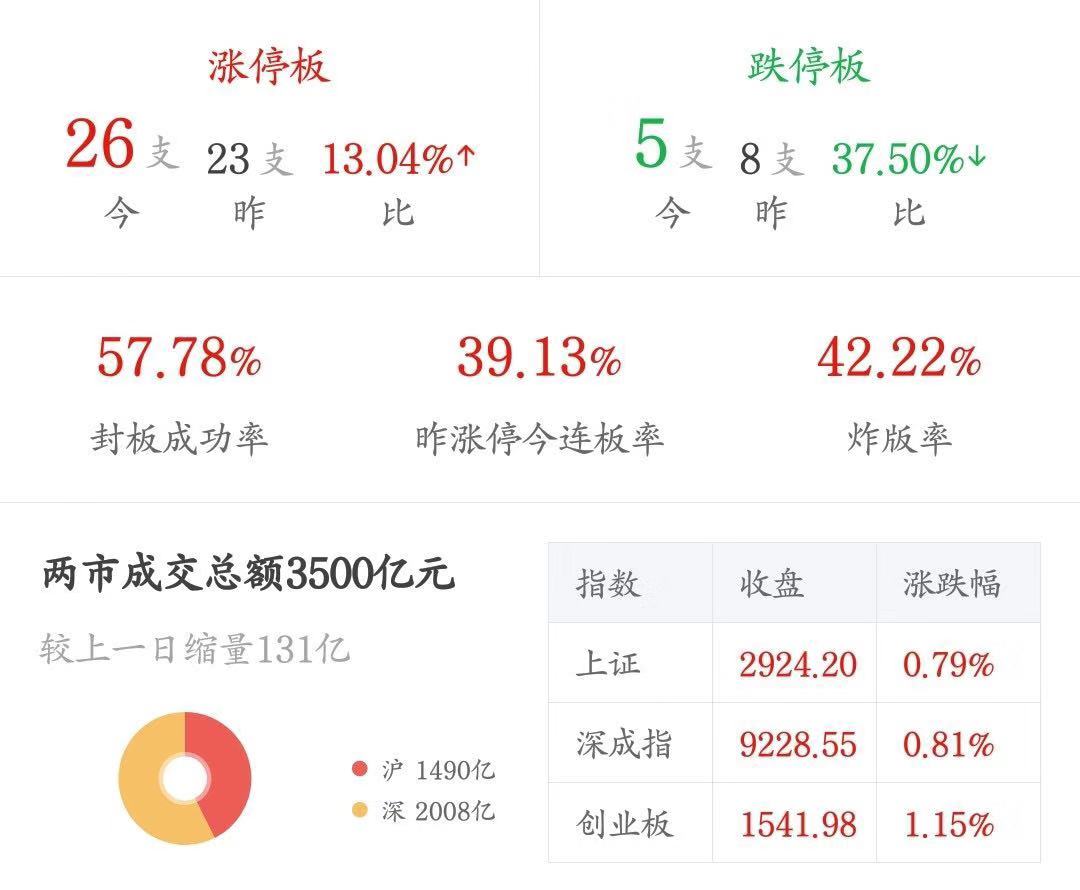 涨停板
26 支 23 支 13.04%↑
今 昨 比
跌停板
5 支 8 支 37.50%↓
今 昨 比
57.78% 39.13% 42.22%
封板成功率 昨涨停今连板率 炸版率
两市成交总额3500亿元
较上一日缩量131亿
沪 1490亿
深 2008亿
指数 收盘 涨跌幅
上证 2924.20 0.79%
深成指 9228.55 0.81%
创业板 1541.98 1.15%